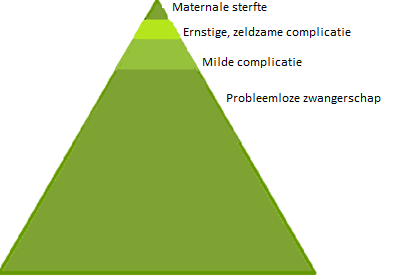 Maternale sterfte
Ernstige, zeldzame complicatie
Milde complicatie
Probleemloze zwangerschap